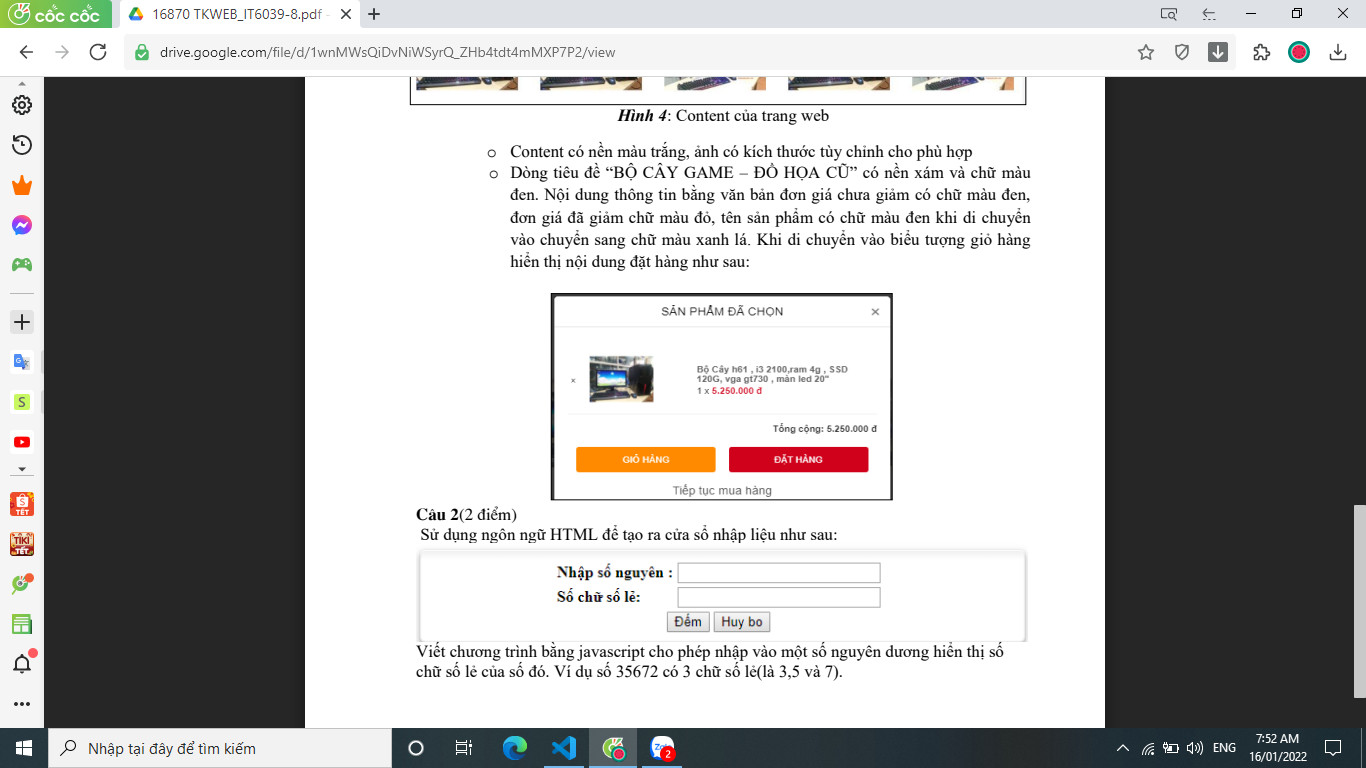 cốc cốc
16870 TKWEB_IT6039-8.pdf -
drive.google.com/file/d/1wnMWsQiDvNiWSyrQ_ZHb4tdt4mMXP7P2/view
Hình 4: Content của trang web
o Content có nền màu trắng, ảnh có kích thước tùy chỉnh cho phù hợp
o Dòng tiêu đề “BỘ CÂY GAME – ĐỒ HỌA CŨ” có nền xám và chữ màu
đen. Nội dung thông tin bằng văn bản đơn giá chưa giảm có chữ màu đen,
đơn giá đã giảm chữ màu đỏ, tên sản phẩm có chữ màu đen khi di chuyển
vào chuyển sang chữ màu xanh lá. Khi di chuyển vào biểu tượng giỏ hàng
hiển thị nội dung đặt hàng như sau:
SẢN PHẨM ĐÃ CHỌN ×
× Bộ Cây h61 , i3 2100,ram 4g , SSD
120G, vga gt730 , màn led 20"
1 x 5.250.000 đ
Tổng cộng: 5.250.000 đ
GIỎ HÀNG ĐẶT HÀNG
Tiếp tục mua hàng
Câu 2(2 điểm)
Sử dụng ngôn ngữ HTML để tạo ra cửa sổ nhập liệu như sau:
Nhập số nguyên :
Số chữ số lẻ:
Đếm Huy bo
Viết chương trình bằng javascript cho phép nhập vào một số nguyên dương hiển thị số
chữ số lẻ của số đó. Ví dụ số 35672 có 3 chữ số lẻ(là 3,5 và 7).
S
TẾT
TIKI
TẾT
Nhập tại đây để tìm kiếm
Zalo
2
ENG
7:52 AM
16/01/2022